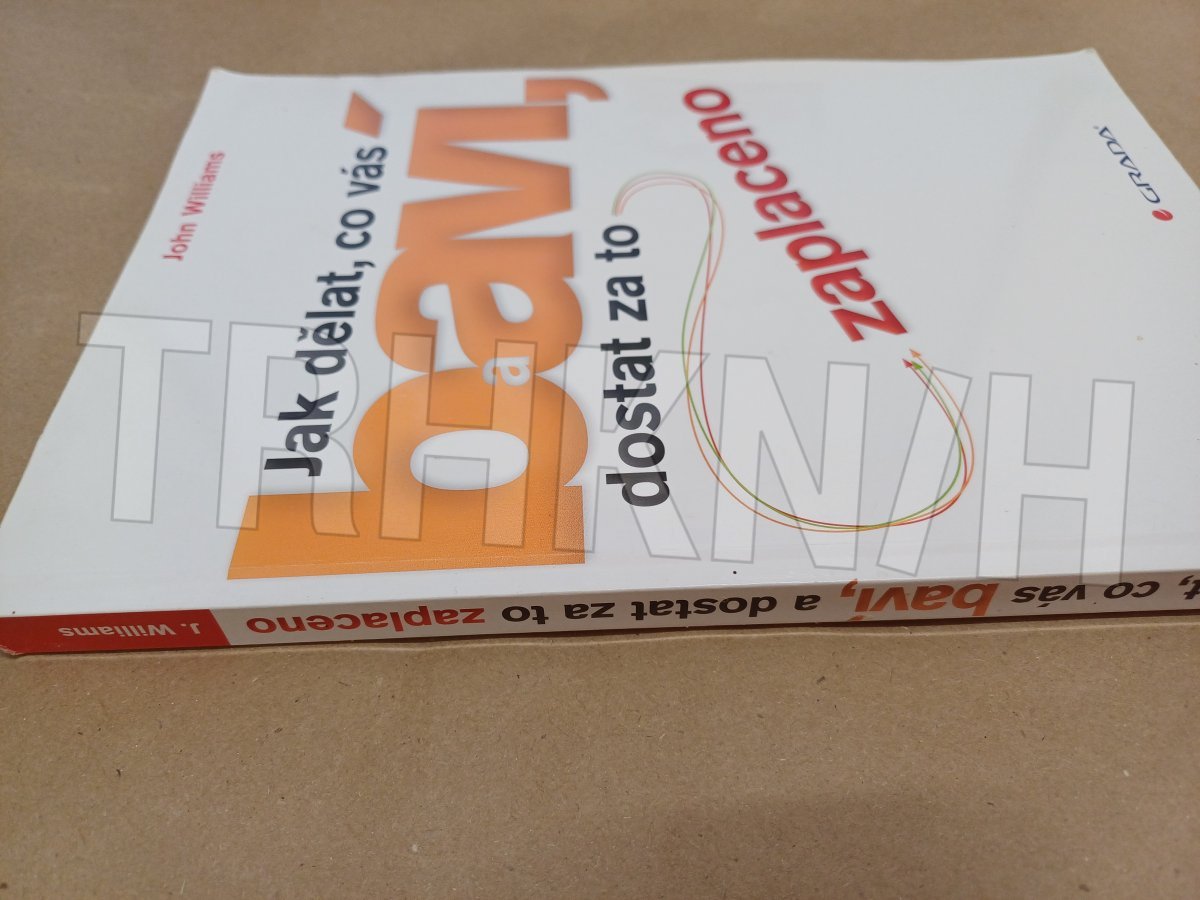 John Williams
Jak dělat, co vás
baví,
a
dostat za to
zaplaceno
GRADA
J. Williams
t, co vás baví, a dostat za to zaplaceno
TRHKNIH